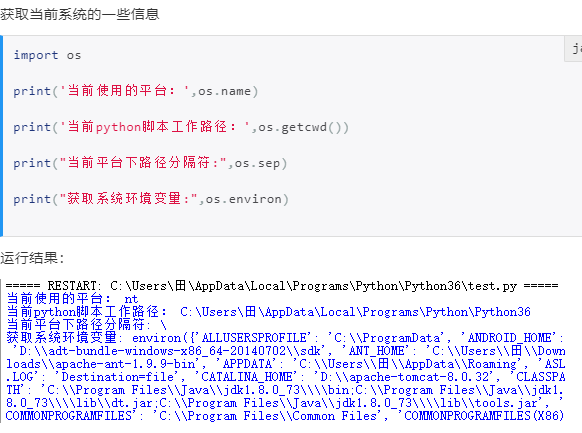 获取当前系统的一些信息
ja
import os
print('当前使用的平台：',os.name)
print('当前python脚本工作路径：',os.getcwd())
print("当前平台下路径分隔符:",os.sep)
print("获取系统环境变量:",os.environ)
运行结果：
===== RESTART: C:\Users\田\AppData\Local\Programs\Python\Python36\test.py =====
当前使用的平台： nt
当前python脚本工作路径： C:\Users\田\AppData\Local\Programs\Python\Python36
当前平台下路径分隔符: \
获取系统环境变量: environ({'ALLUSERSPROFILE': 'C:\\ProgramData', 'ANDROID_HOME':
'D:\\adt-bundle-windows-x86_64-20140702\\sdk', 'ANT_HOME': 'C:\\Users\\田\\Down
loads\\apache-ant-1.9.9-bin', 'APPDATA': 'C:\\Users\\田\\AppData\\Roaming', 'ASL
.LOG': 'Destination=file', 'CATALINA_HOME': 'D:\\apache-tomcat-8.0.32', 'CLASSPA
TH': 'C:\\Program Files\\Java\\jdk1.8.0_73\\\\bin;C:\\Program Files\\Java\\jdk1.
8.0_73\\\\lib\\dt.jar;C:\\Program Files\\Java\\jdk1.8.0_73\\\\lib\\tools.jar', '
COMMONPROGRAMFILES': 'C:\\Program Files\\Common Files', 'COMMONPROGRAMFILES(X86)